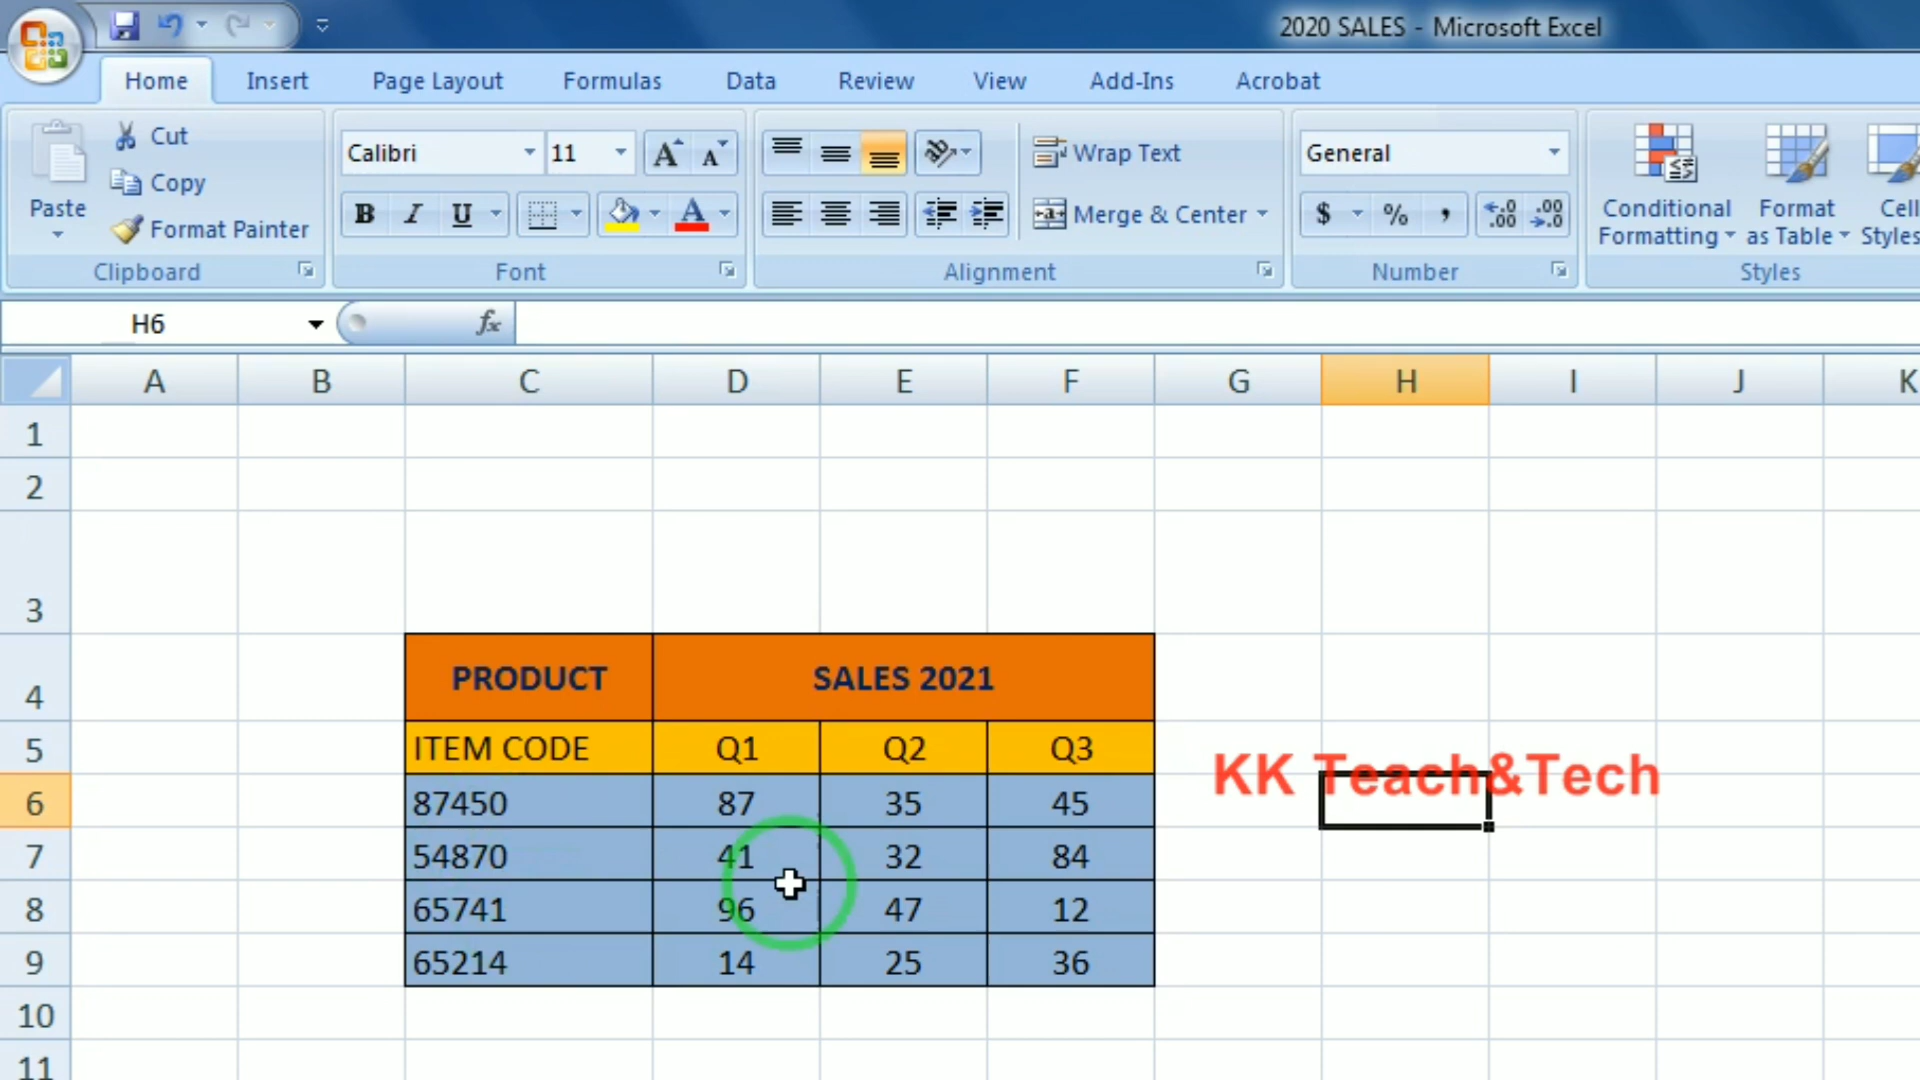 2020 SALES - Microsoft Excel
Home Insert Page Layout Formulas Data Review View Add-Ins Acrobat
Paste
Cut
Copy
Format Painter
Clipboard
Calibri 11
B I U
Font
Wrap Text
Merge & Center
Alignment
General
$ % ,
Number
Conditional Formatting
Format as Table
Cell Styles
Styles
H6 fx
A B C D E F G H I J K
1
2
3
4 PRODUCT SALES 2021
5 ITEM CODE Q1 Q2 Q3
KK Teach&Tech
6 87450 87 35 45
7 54870 41 32 84
8 65741 96 47 12
9 65214 14 25 36
10
11